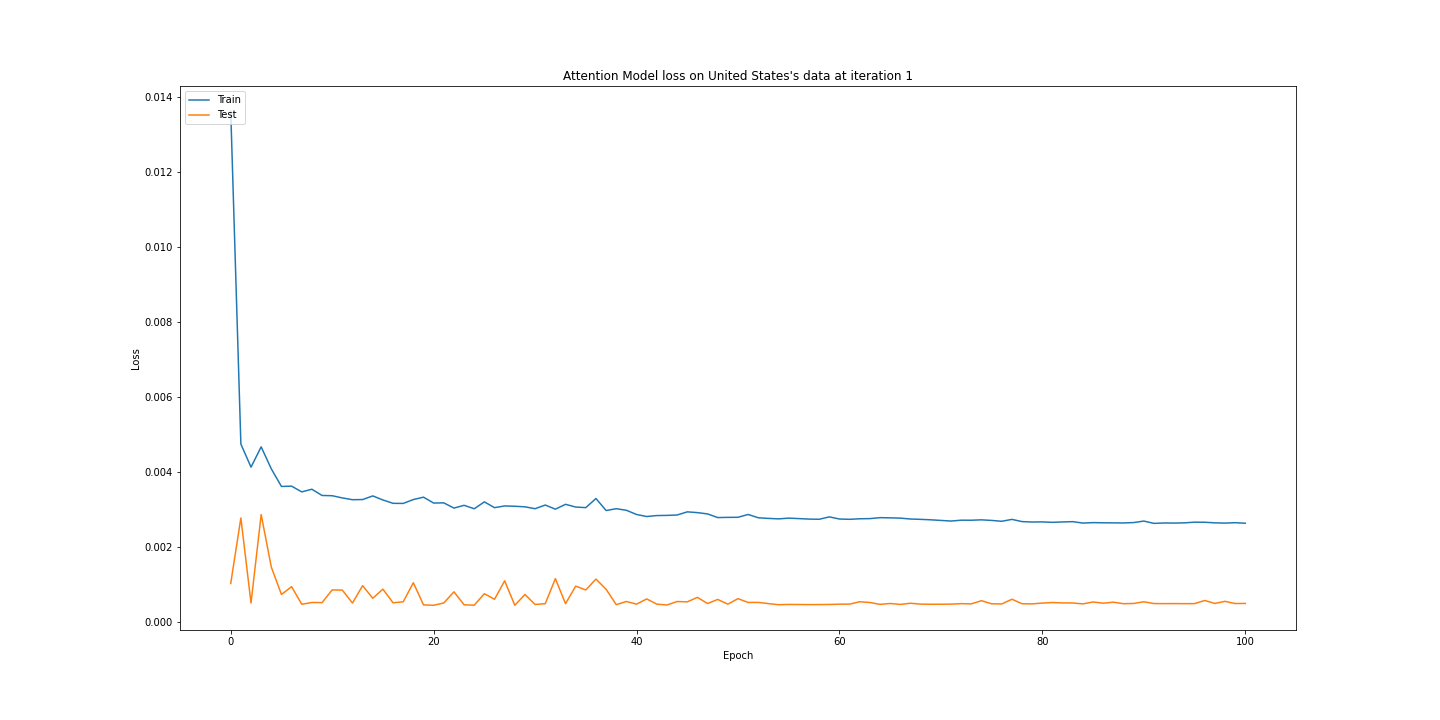 Attention Model loss on United States's data at iteration 1
Train
Test
0.014
0.012
0.010
0.008
0.006
0.004
0.002
0.000
Loss
0 20 40 60 80 100
Epoch